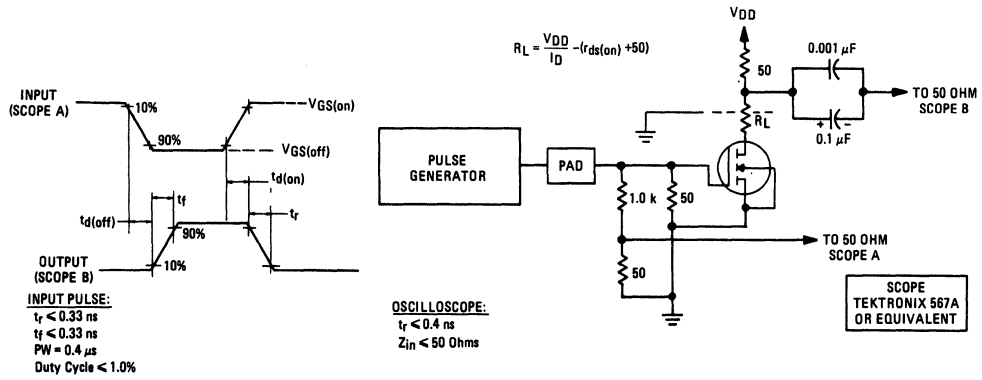 VDD
RL = VDD/ID –(rds(on) +50)
50
0.001 μF
INPUT
(SCOPE A)
10%
VGS(on)
TO 50 OHM
SCOPE B
RL
+ –
0.1 μF
90%
VGS(off)
PULSE
GENERATOR
PAD
td(on)
tf
1.0 k
50
td(off)
tr
90%
TO 50 OHM
SCOPE A
50
10%
OUTPUT
(SCOPE B)
INPUT PULSE:
tr ≤ 0.33 ns
tf ≤ 0.33 ns
PW = 0.4 μs
Duty Cycle ≤ 1.0%
OSCILLOSCOPE:
tr ≤ 0.4 ns
Zin ≤ 50 Ohms
SCOPE
TEKTRONIX 567A
OR EQUIVALENT